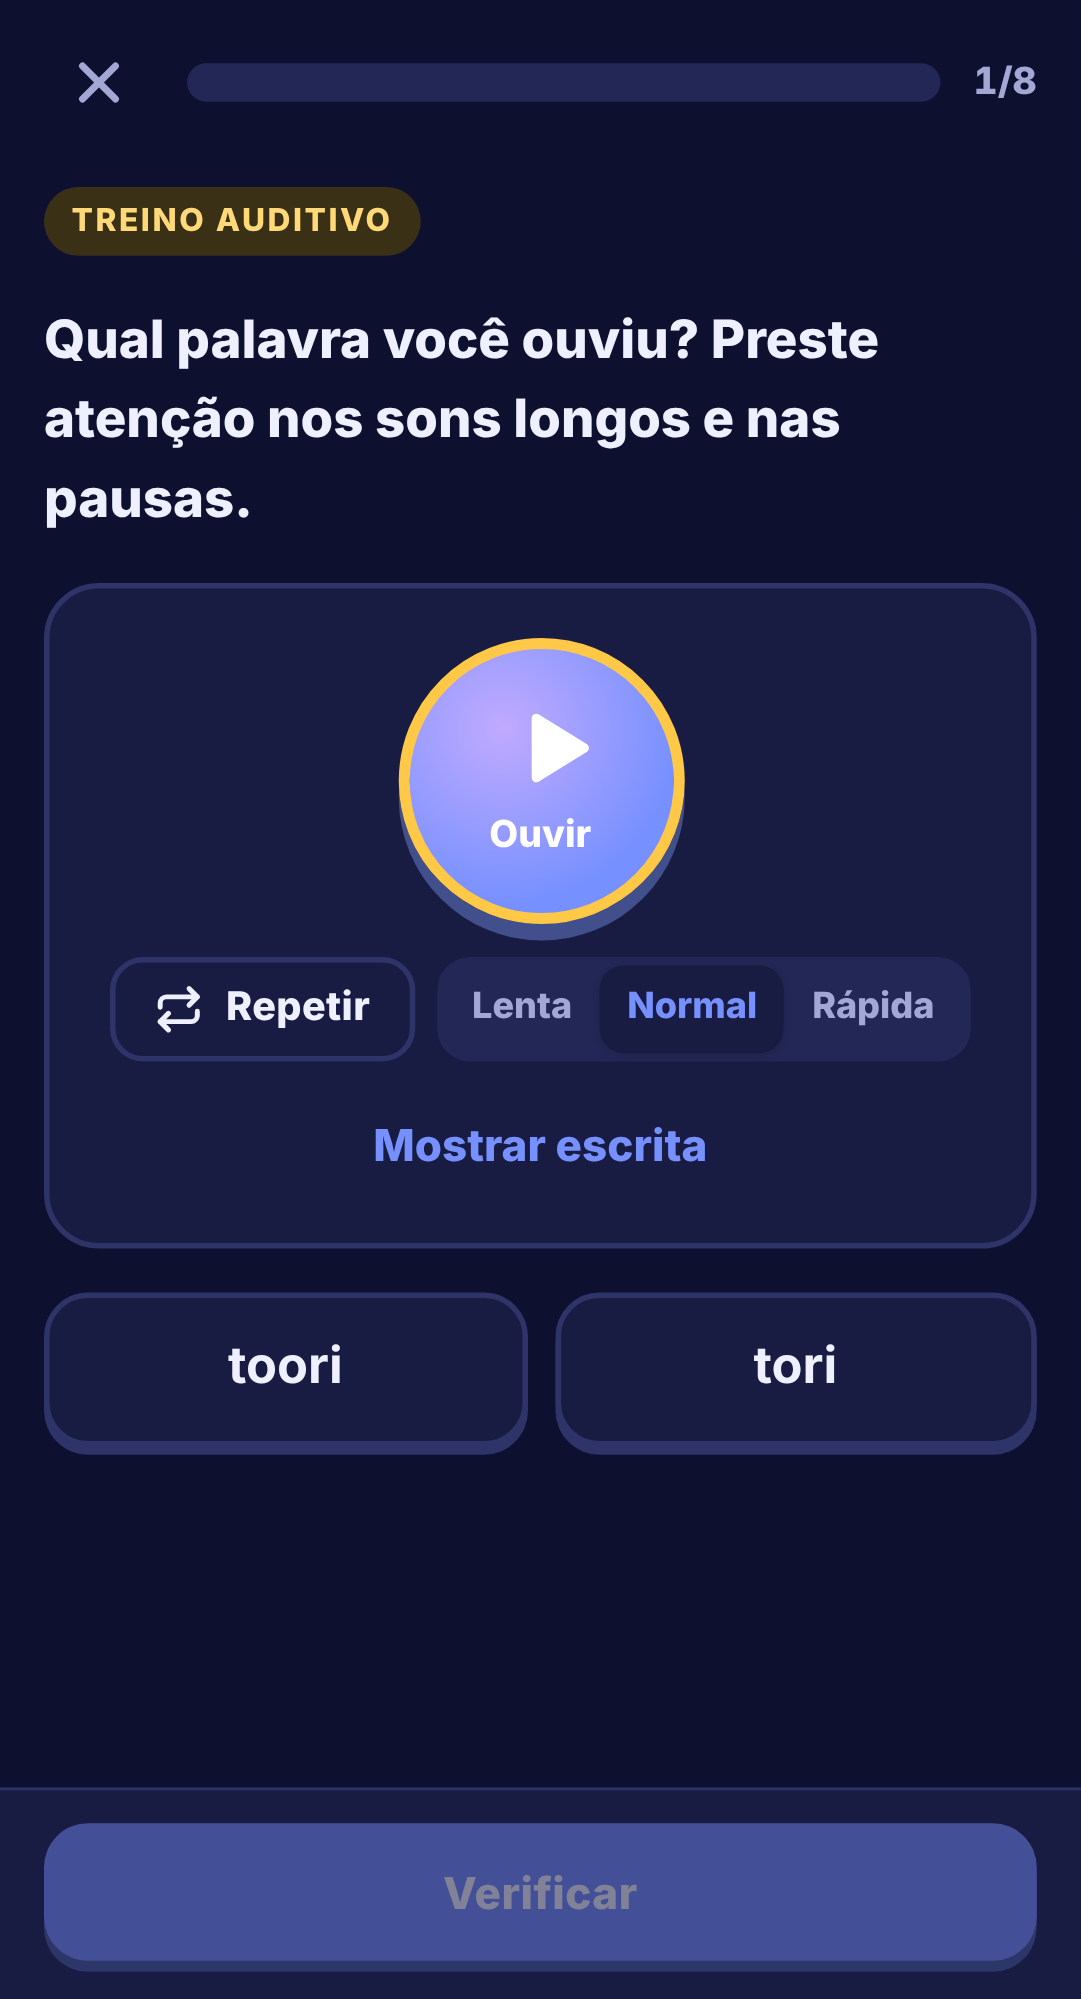 1/8
TREINO AUDITIVO
Qual palavra você ouviu? Preste
atenção nos sons longos e nas
pausas.
Ouvir
Repetir
Lenta
Normal
Rápida
Mostrar escrita
toori
tori
Verificar